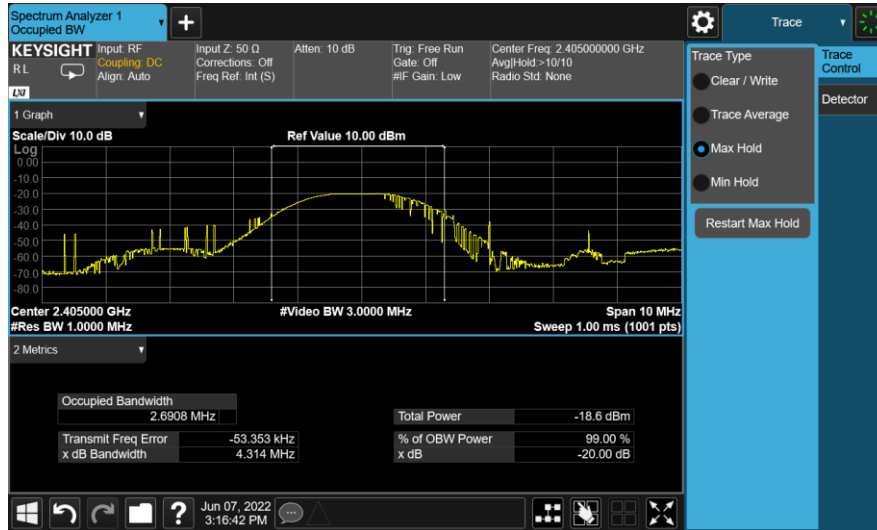 Spectrum Analyzer 1
Occupied BW
Trace
KEYSIGHT
RL
LXI
Input: RF
Coupling: DC
Align: Auto
Input Z: 50 Ω
Corrections: Off
Freq Ref: Int (S)
Atten: 10 dB
Trig: Free Run
Gate: Off
#IF Gain: Low
Center Freq: 2.405000000 GHz
Avg|Hold:>10/10
Radio Std: None
Trace Type
Clear / Write
Trace Average
Max Hold
Min Hold
Restart Max Hold
Trace
Control
Detector
1 Graph
Scale/Div 10.0 dB
Ref Value 10.00 dBm
Log
0.00
-10.0
-20.0
-30.0
-40.0
-50.0
-60.0
-70.0
-80.0
Center 2.405000 GHz
#Video BW 3.0000 MHz
Span 10 MHz
#Res BW 1.0000 MHz
Sweep 1.00 ms (1001 pts)
2 Metrics
Occupied Bandwidth
2.6908 MHz
Total Power -18.6 dBm
Transmit Freq Error -53.353 kHz
% of OBW Power 99.00 %
x dB Bandwidth 4.314 MHz
x dB -20.00 dB
?
Jun 07, 2022
3:16:42 PM